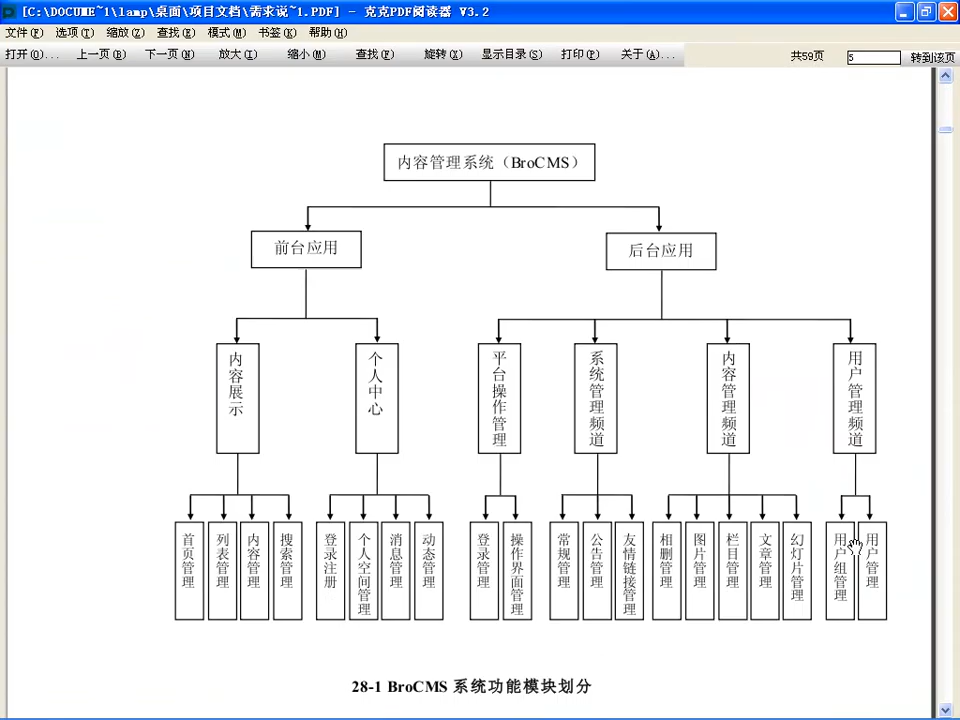 [C:\DOCUME~1\lamp\桌面\项目文档\需求说~1.PDF] - 克克PDF阅读器 V3.2
文件(F) 选项(T) 缩放(Z) 查找(E) 模式(M) 书签(K) 帮助(H)
打开(O)... 上一页(B) 下一页(N) 放大(I) 缩小(M) 查找(F) 旋转(X) 显示目录(S) 打印(P) 关于(A)... 共59页 5 转到该页
内容管理系统（BroCMS）
前台应用
后台应用
内容展示
个人中心
平台操作管理
系统管理频道
内容管理频道
用户管理频道
首页管理
列表管理
内容管理
搜索管理
登录注册
个人空间管理
消息管理
动态管理
登录管理
操作界面管理
常规管理
公告管理
友情链接管理
相删管理
图片管理
栏目管理
文章管理
幻灯片管理
用户组管理
用户管理
28-1 BroCMS 系统功能模块划分